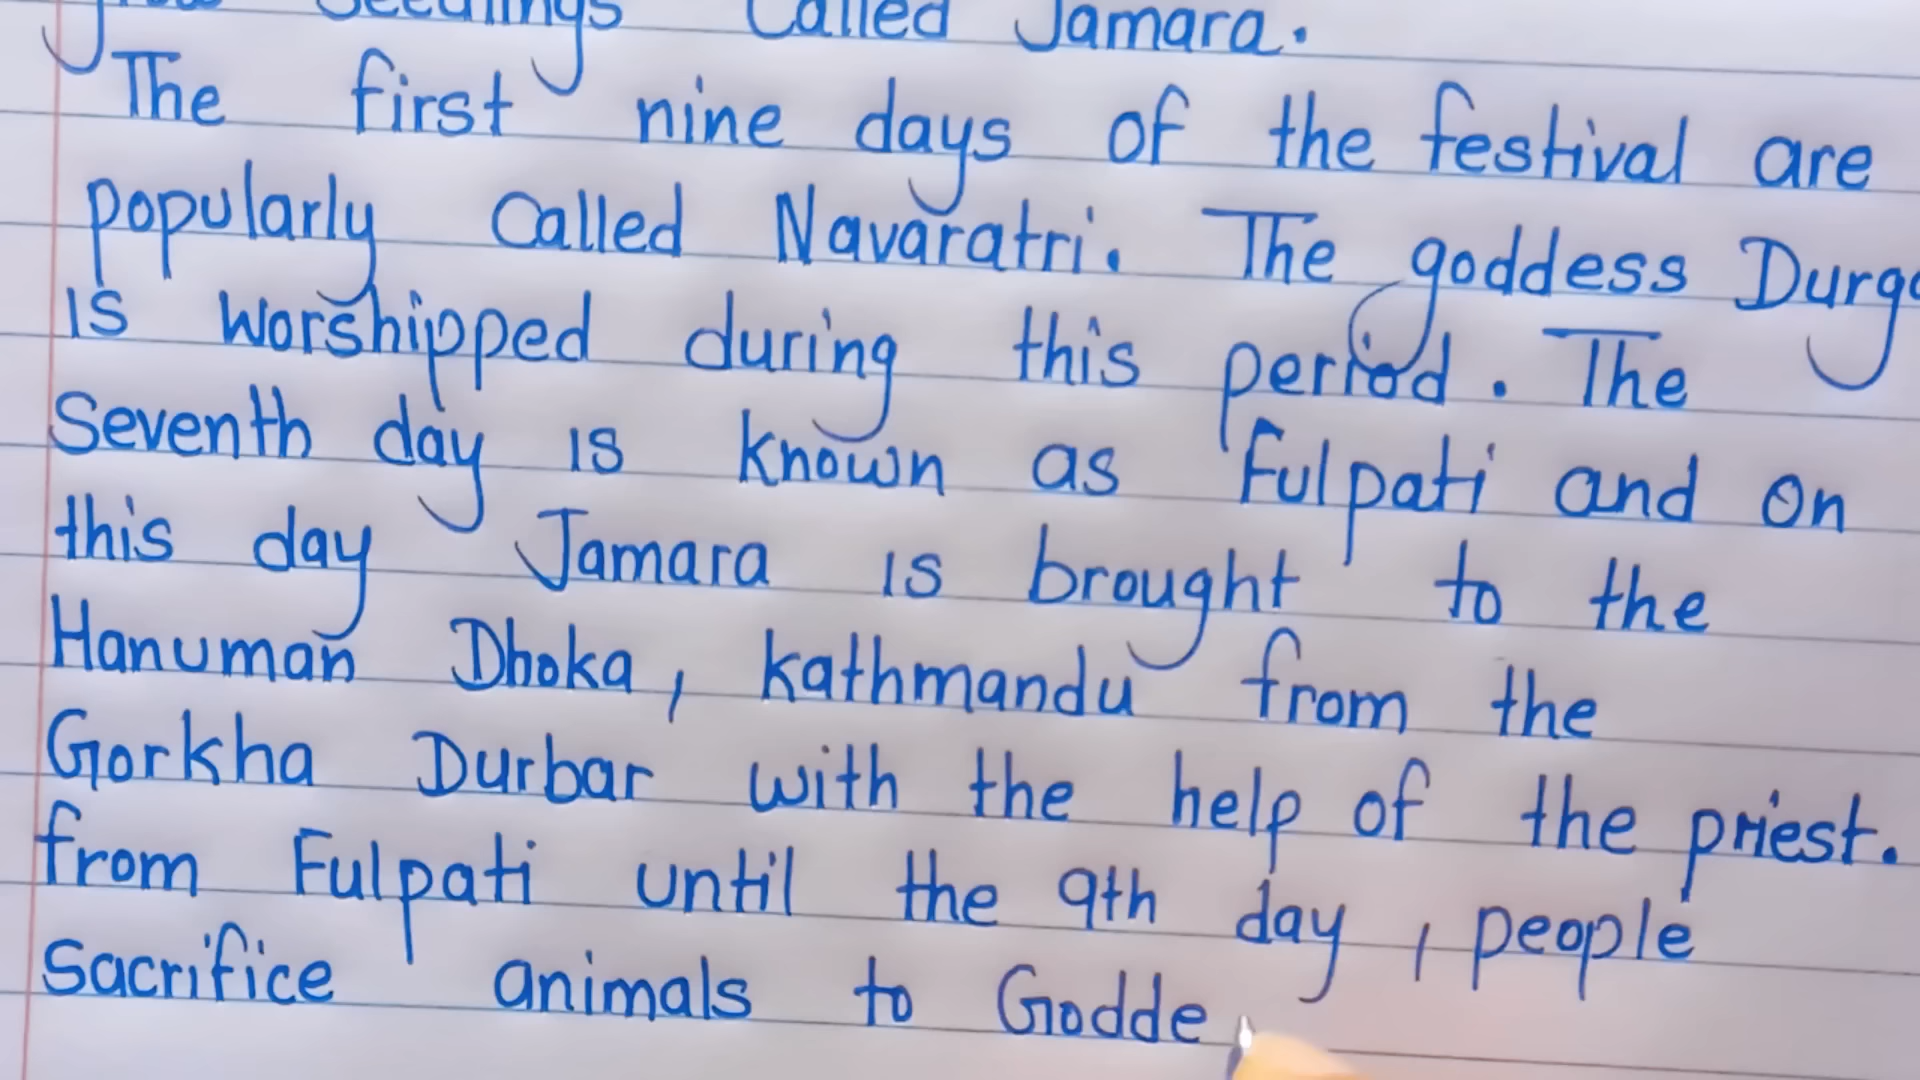 Seedlings Called Jamara.
The first nine days of the festival are
popularly Called Navaratri. The goddess Durga
is worshipped during this period. The
Seventh day is known as Fulpati and on
this day Jamara is brought to the
Hanuman Dhoka, kathmandu from the
Gorkha Durbar with the help of the priest.
from Fulpati until the 9th day, people
Sacrifice animals to Godde